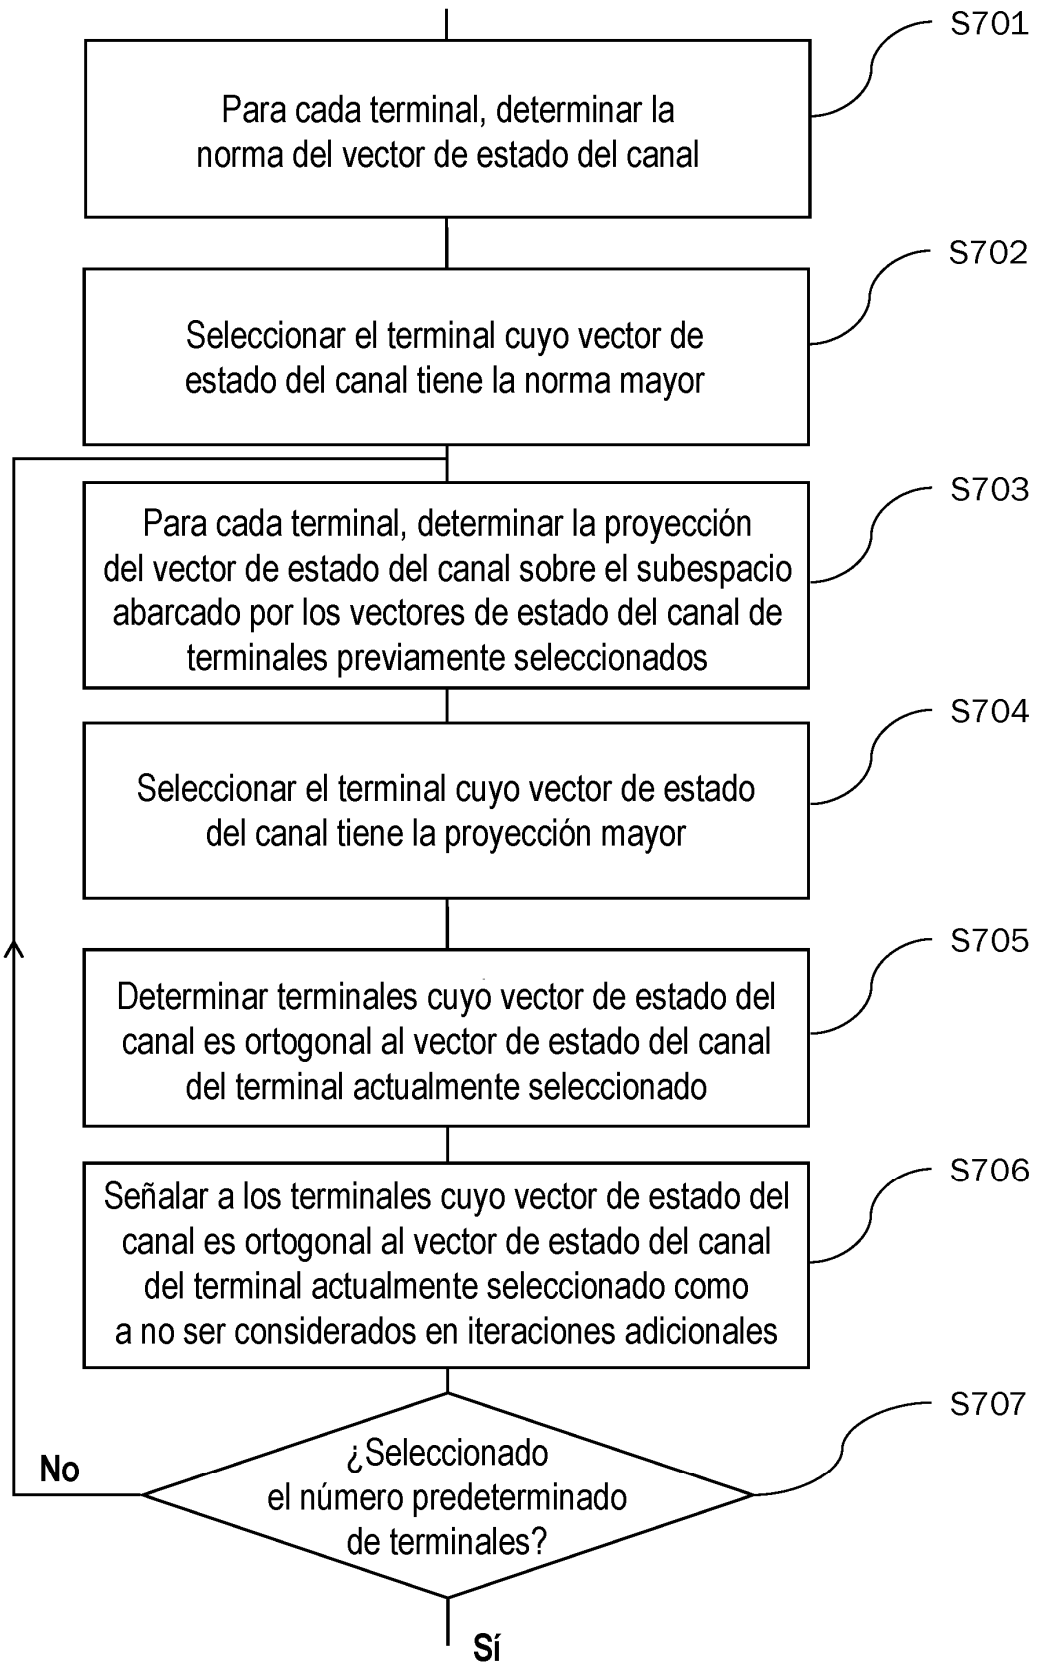 S701
Para cada terminal, determinar la
norma del vector de estado del canal
S702
Seleccionar el terminal cuyo vector de
estado del canal tiene la norma mayor
S703
Para cada terminal, determinar la proyección
del vector de estado del canal sobre el subespacio
abarcado por los vectores de estado del canal de
terminales previamente seleccionados
S704
Seleccionar el terminal cuyo vector de estado
del canal tiene la proyección mayor
S705
Determinar terminales cuyo vector de estado del
canal es ortogonal al vector de estado del canal
del terminal actualmente seleccionado
S706
Señalar a los terminales cuyo vector de estado del
canal es ortogonal al vector de estado del canal
del terminal actualmente seleccionado como
a no ser considerados en iteraciones adicionales
S707
¿Seleccionado
el número predeterminado
de terminales?
No
Sí